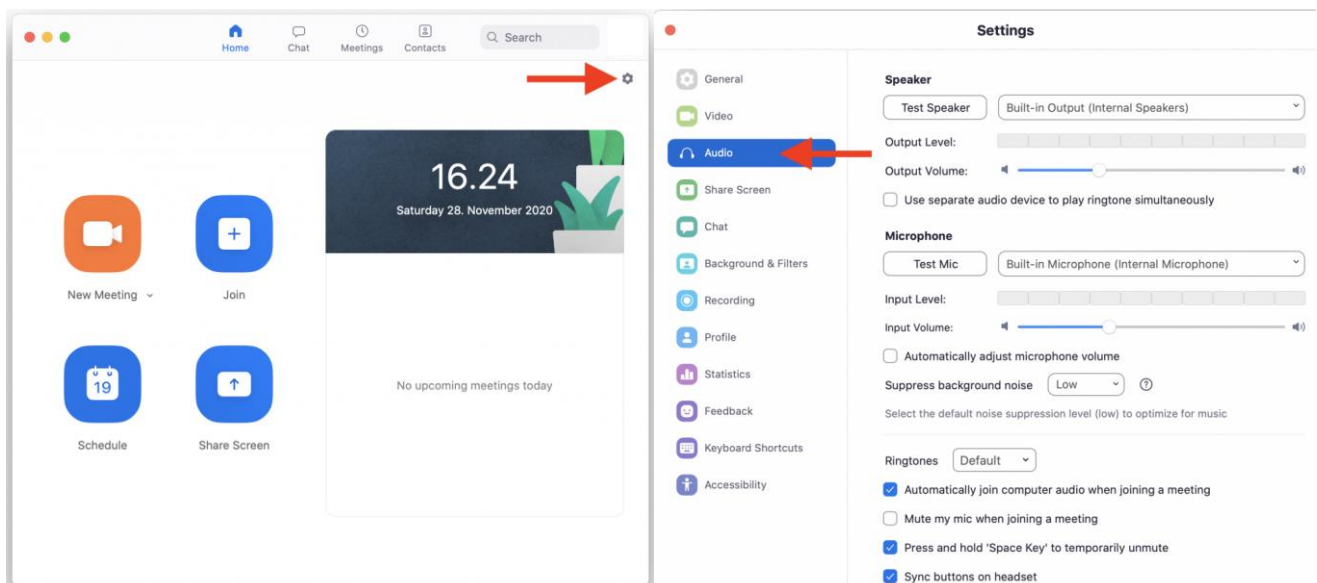 Home
Chat
Meetings
Contacts
Search
16.24
Saturday 28. November 2020
New Meeting
Join
19
Schedule
Share Screen
No upcoming meetings today
Settings
General
Video
Audio
Share Screen
Chat
Background & Filters
Recording
Profile
Statistics
Feedback
Keyboard Shortcuts
Accessibility
Speaker
Test Speaker Built-in Output (Internal Speakers)
Output Level:
Output Volume:
Use separate audio device to play ringtone simultaneously
Microphone
Test Mic Built-in Microphone (Internal Microphone)
Input Level:
Input Volume:
Automatically adjust microphone volume
Suppress background noise Low ?
Select the default noise suppression level (low) to optimize for music
Ringtones Default
Automatically join computer audio when joining a meeting
Mute my mic when joining a meeting
Press and hold 'Space Key' to temporarily unmute
Sync buttons on headset